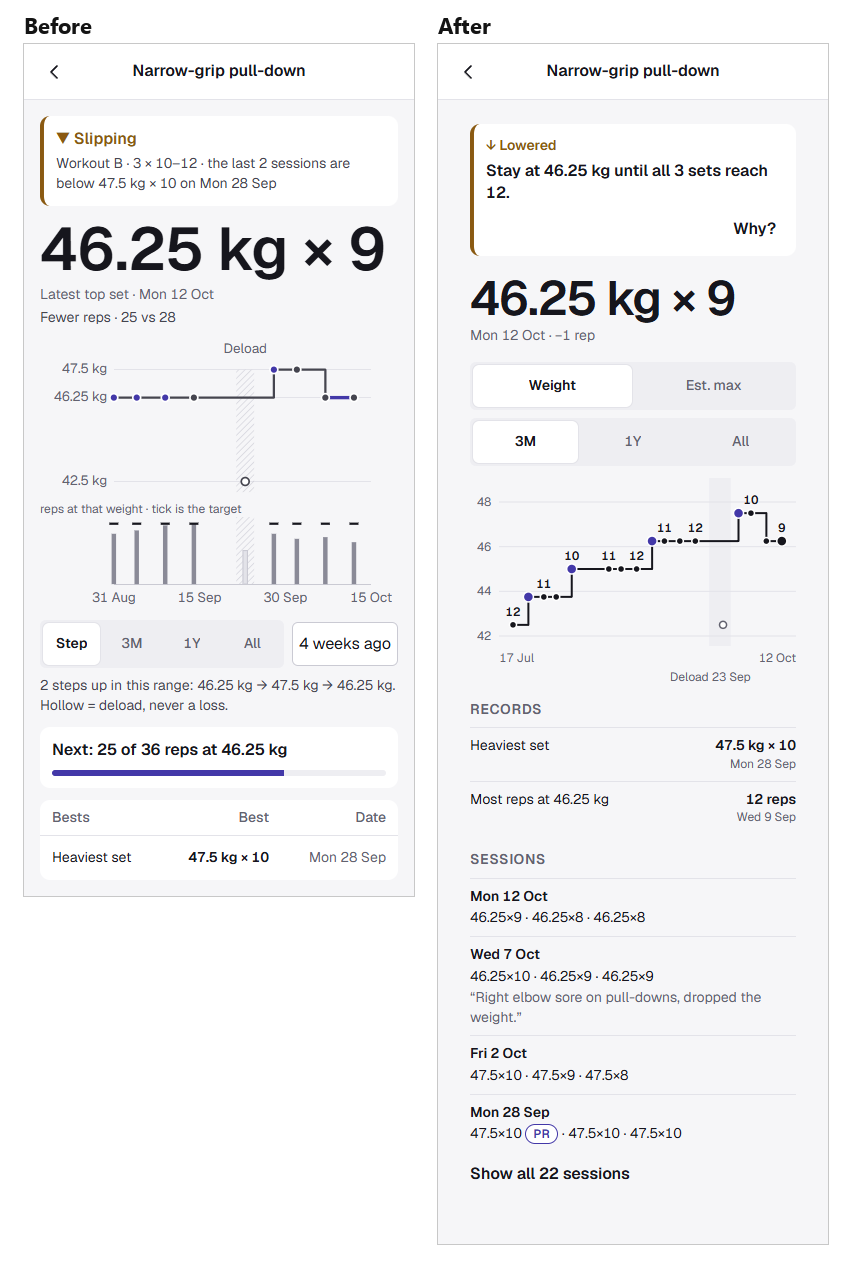 Before
Narrow-grip pull-down
▼ Slipping
Workout B · 3 × 10–12 · the last 2 sessions are
below 47.5 kg × 10 on Mon 28 Sep
46.25 kg × 9
Latest top set · Mon 12 Oct
Fewer reps · 25 vs 28
Deload
47.5 kg
46.25 kg
42.5 kg
reps at that weight · tick is the target
31 Aug 15 Sep 30 Sep 15 Oct
Step 3M 1Y All 4 weeks ago
2 steps up in this range: 46.25 kg → 47.5 kg → 46.25 kg.
Hollow = deload, never a loss.
Next: 25 of 36 reps at 46.25 kg
Bests Best Date
Heaviest set 47.5 kg × 10 Mon 28 Sep
After
Narrow-grip pull-down
↓ Lowered
Stay at 46.25 kg until all 3 sets reach
12.
Why?
46.25 kg × 9
Mon 12 Oct · −1 rep
Weight Est. max
3M 1Y All
48 10
11 12 9
46
10 11 12
44 11
12
42
17 Jul 12 Oct
Deload 23 Sep
RECORDS
Heaviest set 47.5 kg × 10
Mon 28 Sep
Most reps at 46.25 kg 12 reps
Wed 9 Sep
SESSIONS
Mon 12 Oct
46.25×9 · 46.25×8 · 46.25×8
Wed 7 Oct
46.25×10 · 46.25×9 · 46.25×9
“Right elbow sore on pull-downs, dropped the
weight.”
Fri 2 Oct
47.5×10 · 47.5×9 · 47.5×8
Mon 28 Sep
47.5×10 PR · 47.5×10 · 47.5×10
Show all 22 sessions